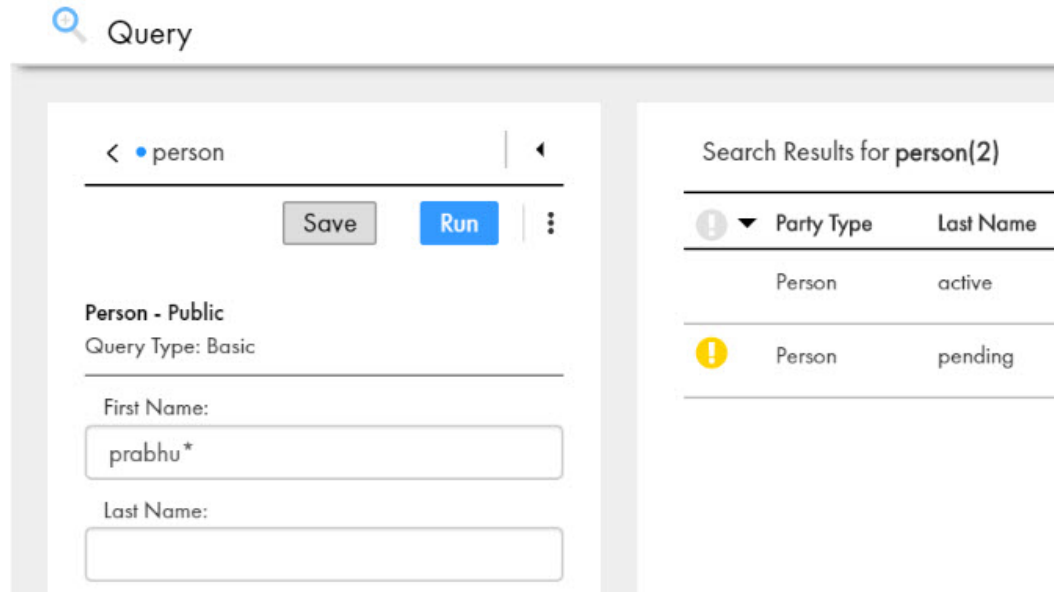 Query
person
Save Run
Person - Public
Query Type: Basic
First Name:
prabhu*
Last Name:
Search Results for person(2)
Party Type Last Name
Person active
Person pending